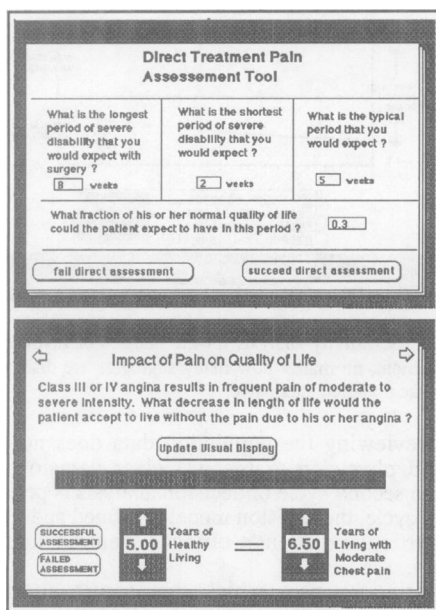 Direct Treatment Pain
Assessement Tool
What is the longest
period of severe
disability that you
would expect with
surgery ?
8 weeks
What is the shortest
period of severe
disability that you
would expect ?
2 weeks
What is the typical
period that you
would expect ?
5 weeks
What fraction of his or her normal quality of life
could the patient expect to have in this period ?
0.3
fail direct assessment
succeed direct assessment
Impact of Pain on Quality of Life
Class III or IV angina results in frequent pain of moderate to
severe intensity. What decrease in length of life would the
patient accept to live without the pain due to his or her angina ?
Update Visual Display
SUCCESSFUL
ASSESSMENT
FAILED
ASSESSMENT
5.00
Years of
Healthy
Living
=
6.50
Years of
Living with
Moderate
Chest pain